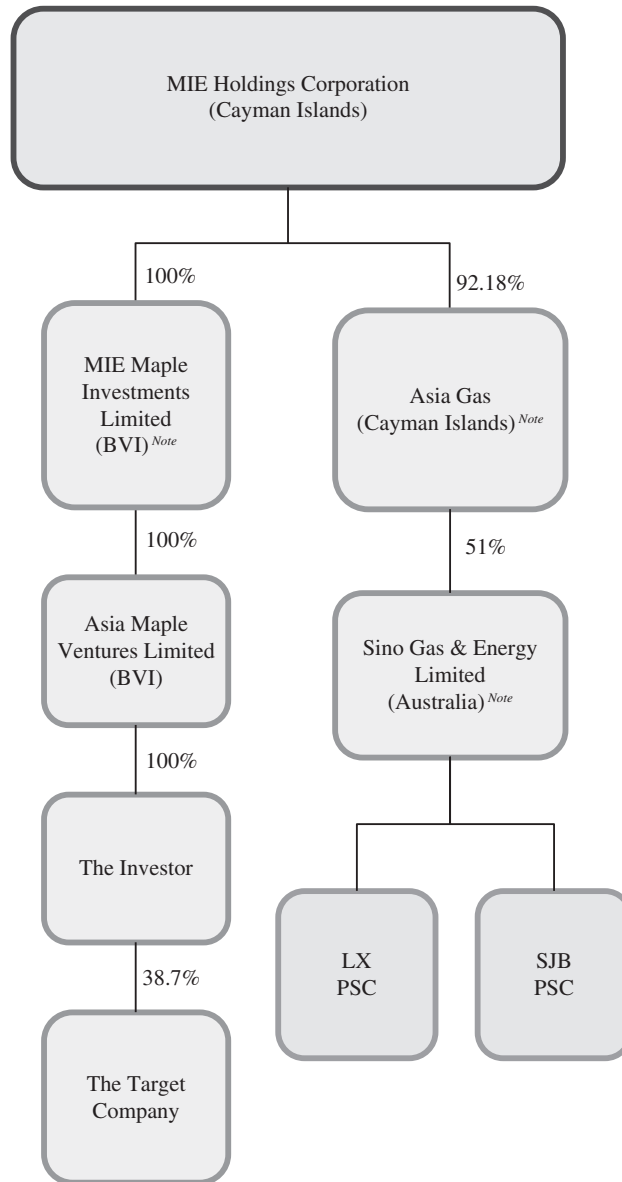 MIE Holdings Corporation
(Cayman Islands)
100%
92.18%
MIE Maple
Investments
Limited
(BVI) Note
Asia Gas
(Cayman Islands) Note
100%
51%
Asia Maple
Ventures Limited
(BVI)
Sino Gas & Energy
Limited
(Australia) Note
100%
The Investor
LX
PSC
SJB
PSC
38.7%
The Target
Company